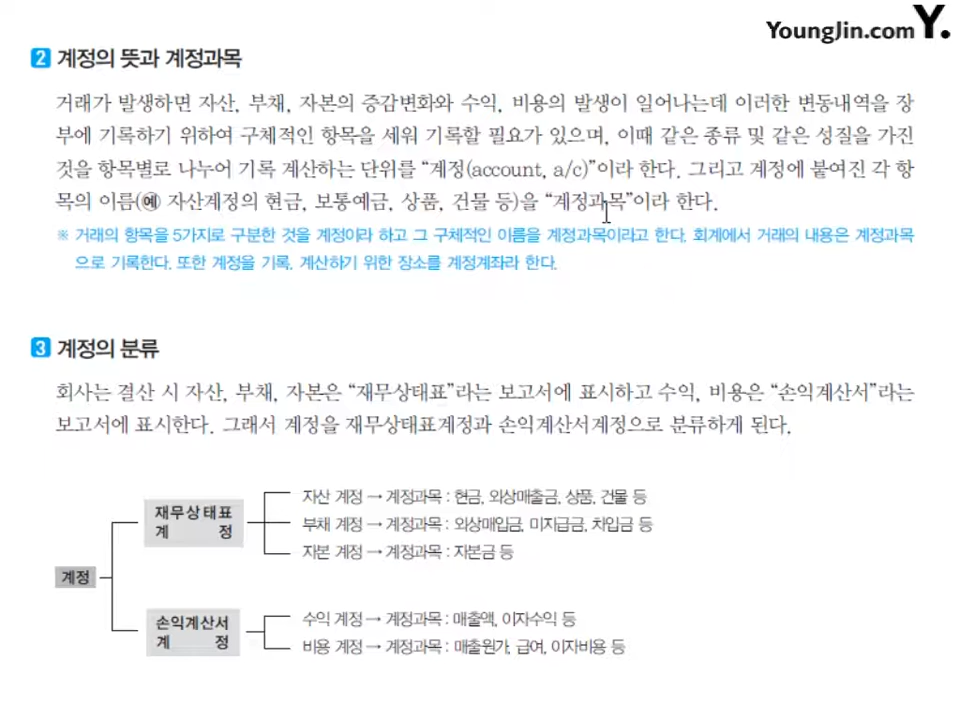 YoungJin.com Y.
2 계정의 뜻과 계정과목
거래가 발생하면 자산, 부채, 자본의 증감변화와 수익, 비용의 발생이 일어나는데 이러한 변동내역을 장
부에 기록하기 위하여 구체적인 항목을 세워 기록할 필요가 있으며, 이때 같은 종류 및 같은 성질을 가진
것을 항목별로 나누어 기록 계산하는 단위를 “계정(account, a/c)”이라 한다. 그리고 계정에 붙여진 각 항
목의 이름(예 자산계정의 현금, 보통예금, 상품, 건물 등)을 “계정과목”이라 한다.
※ 거래의 항목을 5가지로 구분한 것을 계정이라 하고 그 구체적인 이름을 계정과목이라고 한다. 회계에서 거래의 내용은 계정과목
으로 기록한다. 또한 계정을 기록, 계산하기 위한 장소를 계정계좌라 한다.
3 계정의 분류
회사는 결산 시 자산, 부채, 자본은 “재무상태표”라는 보고서에 표시하고 수익, 비용은 “손익계산서”라는
보고서에 표시한다. 그래서 계정을 재무상태표계정과 손익계산서계정으로 분류하게 된다.
계정
재무상태표
계 정
자산 계정 → 계정과목 : 현금, 외상매출금, 상품, 건물 등
부채 계정 → 계정과목 : 외상매입금, 미지급금, 차입금 등
자본 계정 → 계정과목 : 자본금 등
손익계산서
계 정
수익 계정 → 계정과목 : 매출액, 이자수익 등
비용 계정 → 계정과목 : 매출원가, 급여, 이자비용 등